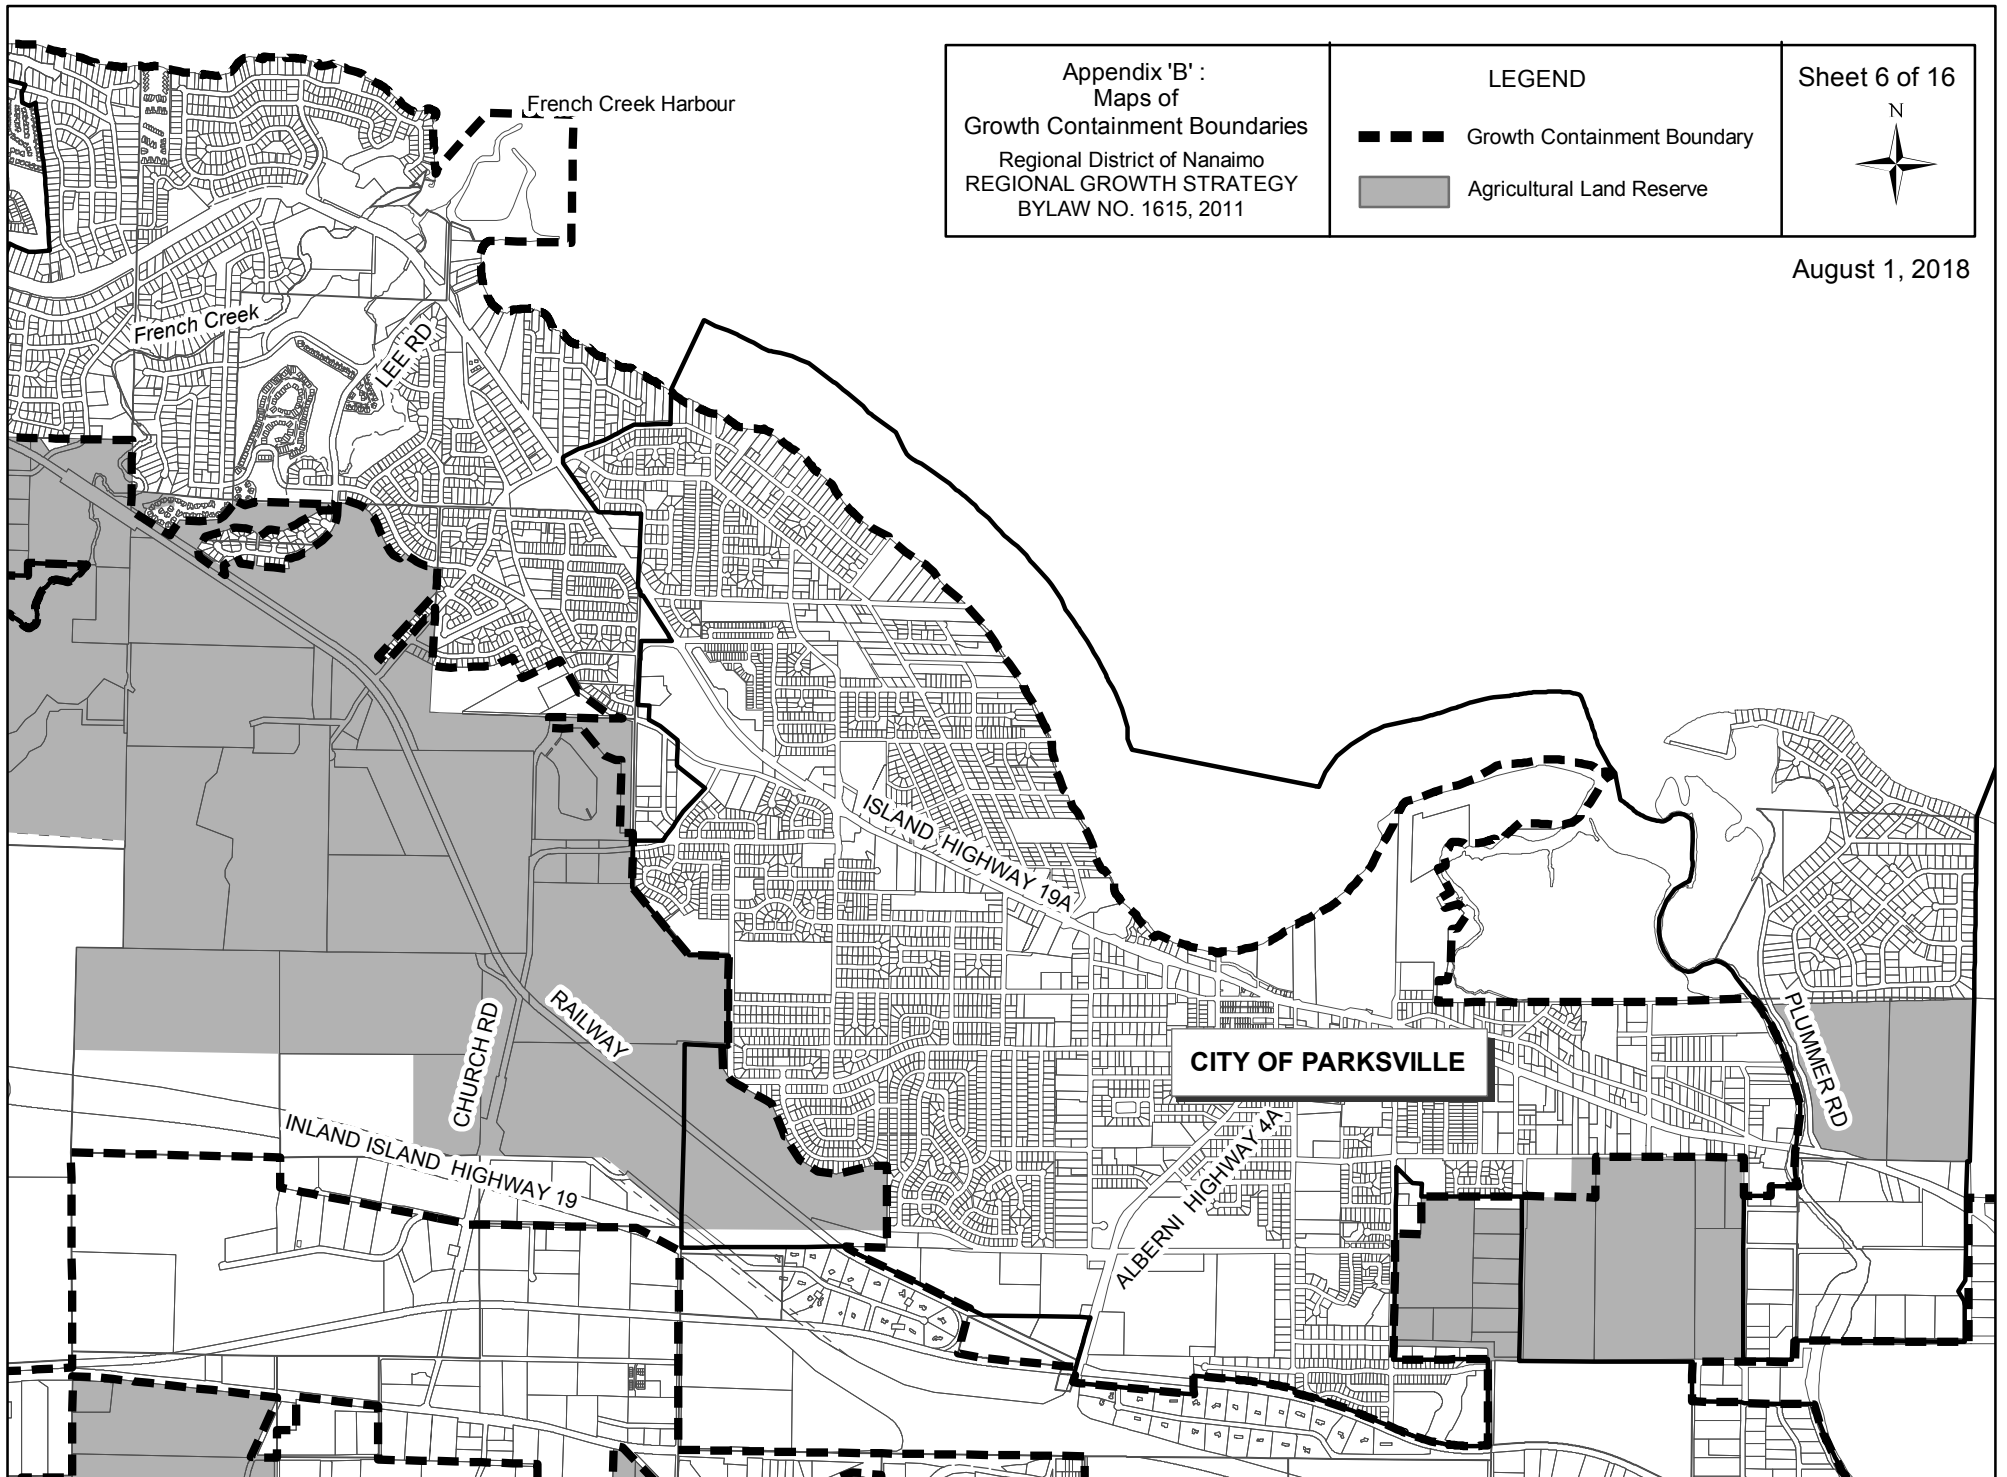 Appendix 'B' :
Maps of
Growth Containment Boundaries
Regional District of Nanaimo
REGIONAL GROWTH STRATEGY
BYLAW NO. 1615, 2011
LEGEND
Growth Containment Boundary
Agricultural Land Reserve
Sheet 6 of 16
N
August 1, 2018
French Creek Harbour
French Creek
LEE RD
ISLAND HIGHWAY 19A
CHURCH RD
RAILWAY
CITY OF PARKSVILLE
PLUMMER RD
INLAND ISLAND HIGHWAY 19
ALBERNI HIGHWAY 4A